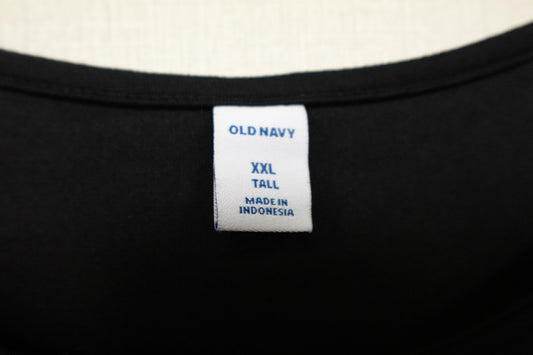 OLD NAVY
XXL
TALL
MADE IN
INDONESIA